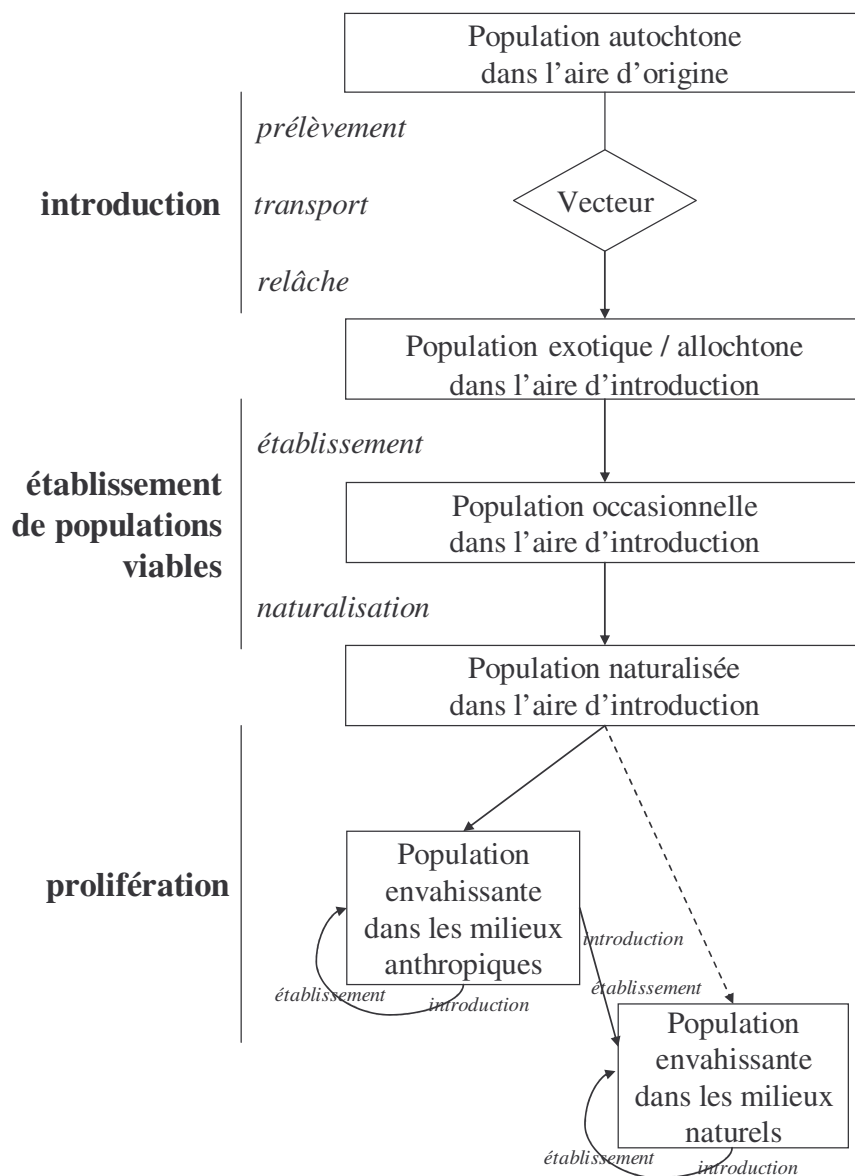 Population autochtone
dans l’aire d’origine
prélèvement
introduction
transport
Vecteur
relâche
Population exotique / allochtone
dans l’aire d’introduction
établissement
établissement
de populations
viables
Population occasionnelle
dans l’aire d’introduction
naturalisation
Population naturalisée
dans l’aire d’introduction
prolifération
Population
envahissante
dans les milieux
anthropiques
introduction
établissement
établissement
introduction
Population
envahissante
dans les milieux
naturels
établissement
introduction